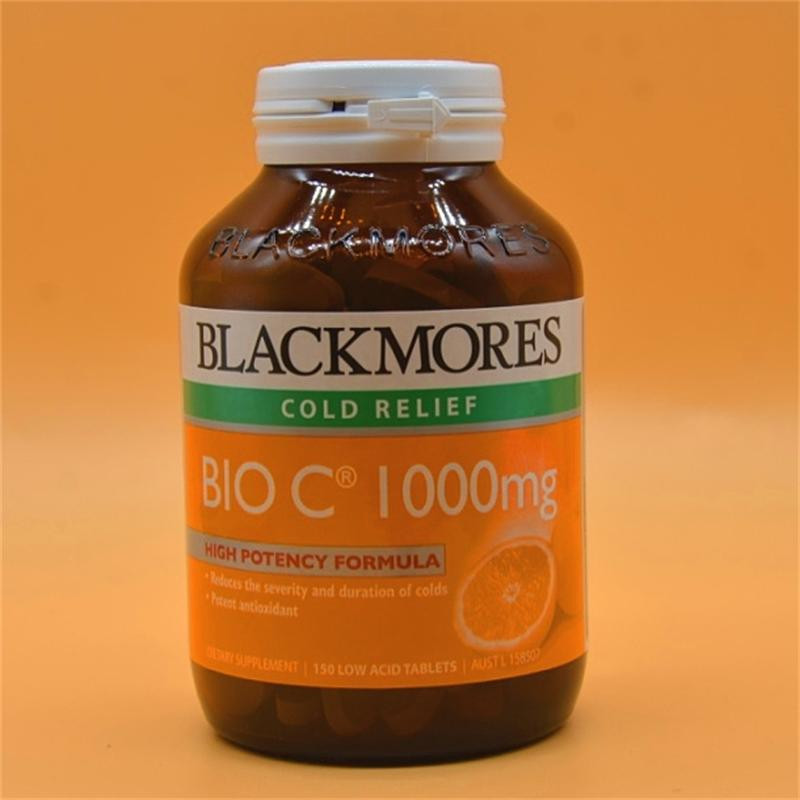 BLACKMORES
BLACKMORES
COLD RELIEF
BIO C® 1000mg
HIGH POTENCY FORMULA
• Reduces the severity and duration of colds
• Potent antioxidant
DIETARY SUPPLEMENT | 150 LOW ACID TABLETS | AUST L 158507